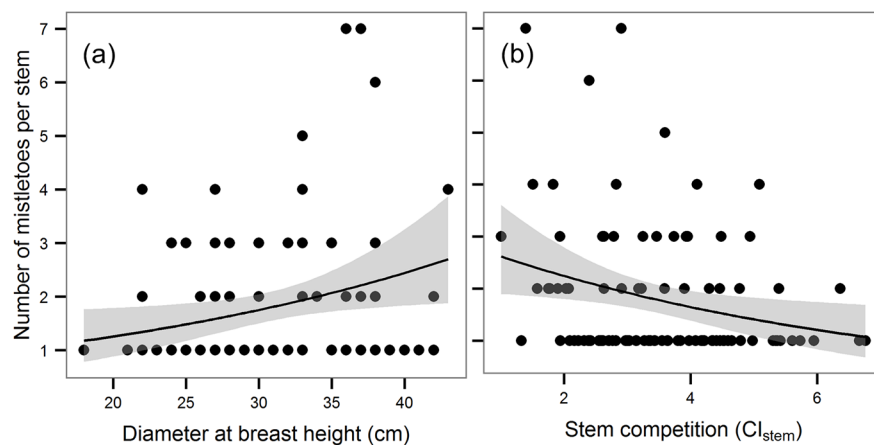 (a)
(b)
Number of mistletoes per stem
7
6
5
4
3
2
1
20 25 30 35 40
2 4 6
Diameter at breast height (cm)
Stem competition (CIstem)